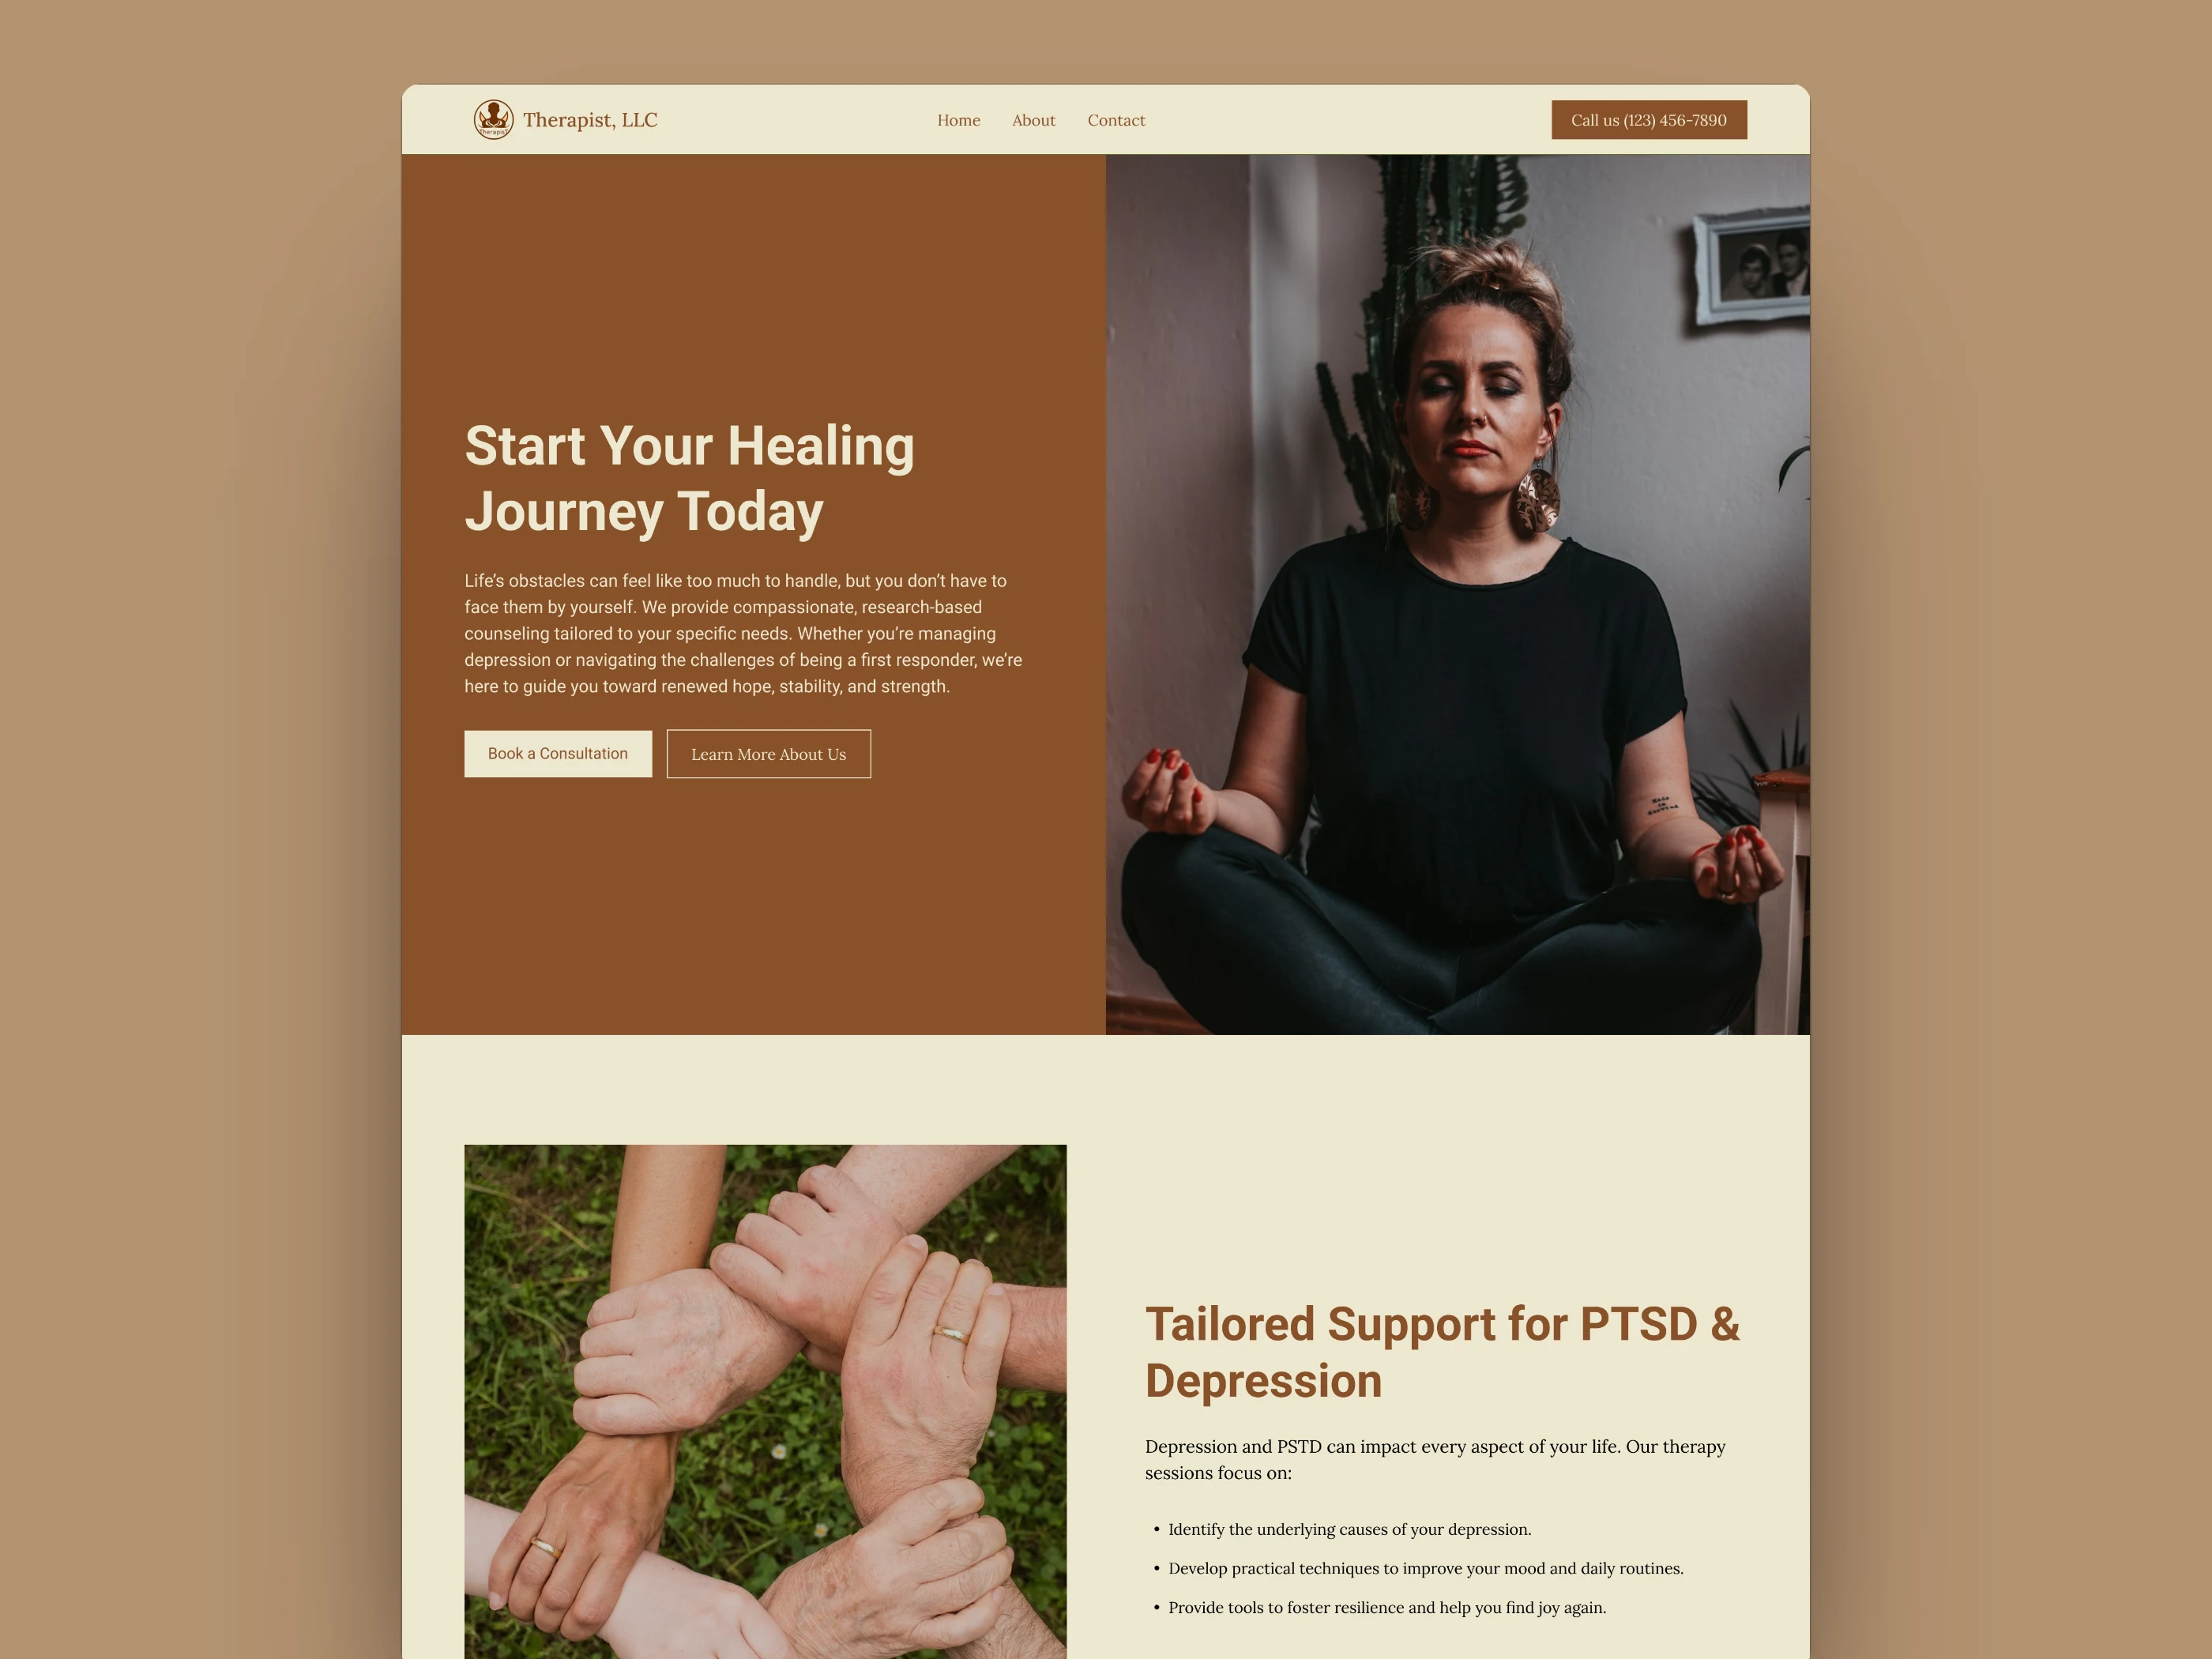 Therapist
Therapist, LLC
Home
About
Contact
Call us (123) 456-7890
Start Your Healing
Journey Today
Life’s obstacles can feel like too much to handle, but you don’t have to
face them by yourself. We provide compassionate, research-based
counseling tailored to your specific needs. Whether you’re managing
depression or navigating the challenges of being a first responder, we’re
here to guide you toward renewed hope, stability, and strength.
Book a Consultation
Learn More About Us
Tailored Support for PTSD &
Depression
Depression and PSTD can impact every aspect of your life. Our therapy
sessions focus on:
• Identify the underlying causes of your depression.
• Develop practical techniques to improve your mood and daily routines.
• Provide tools to foster resilience and help you find joy again.